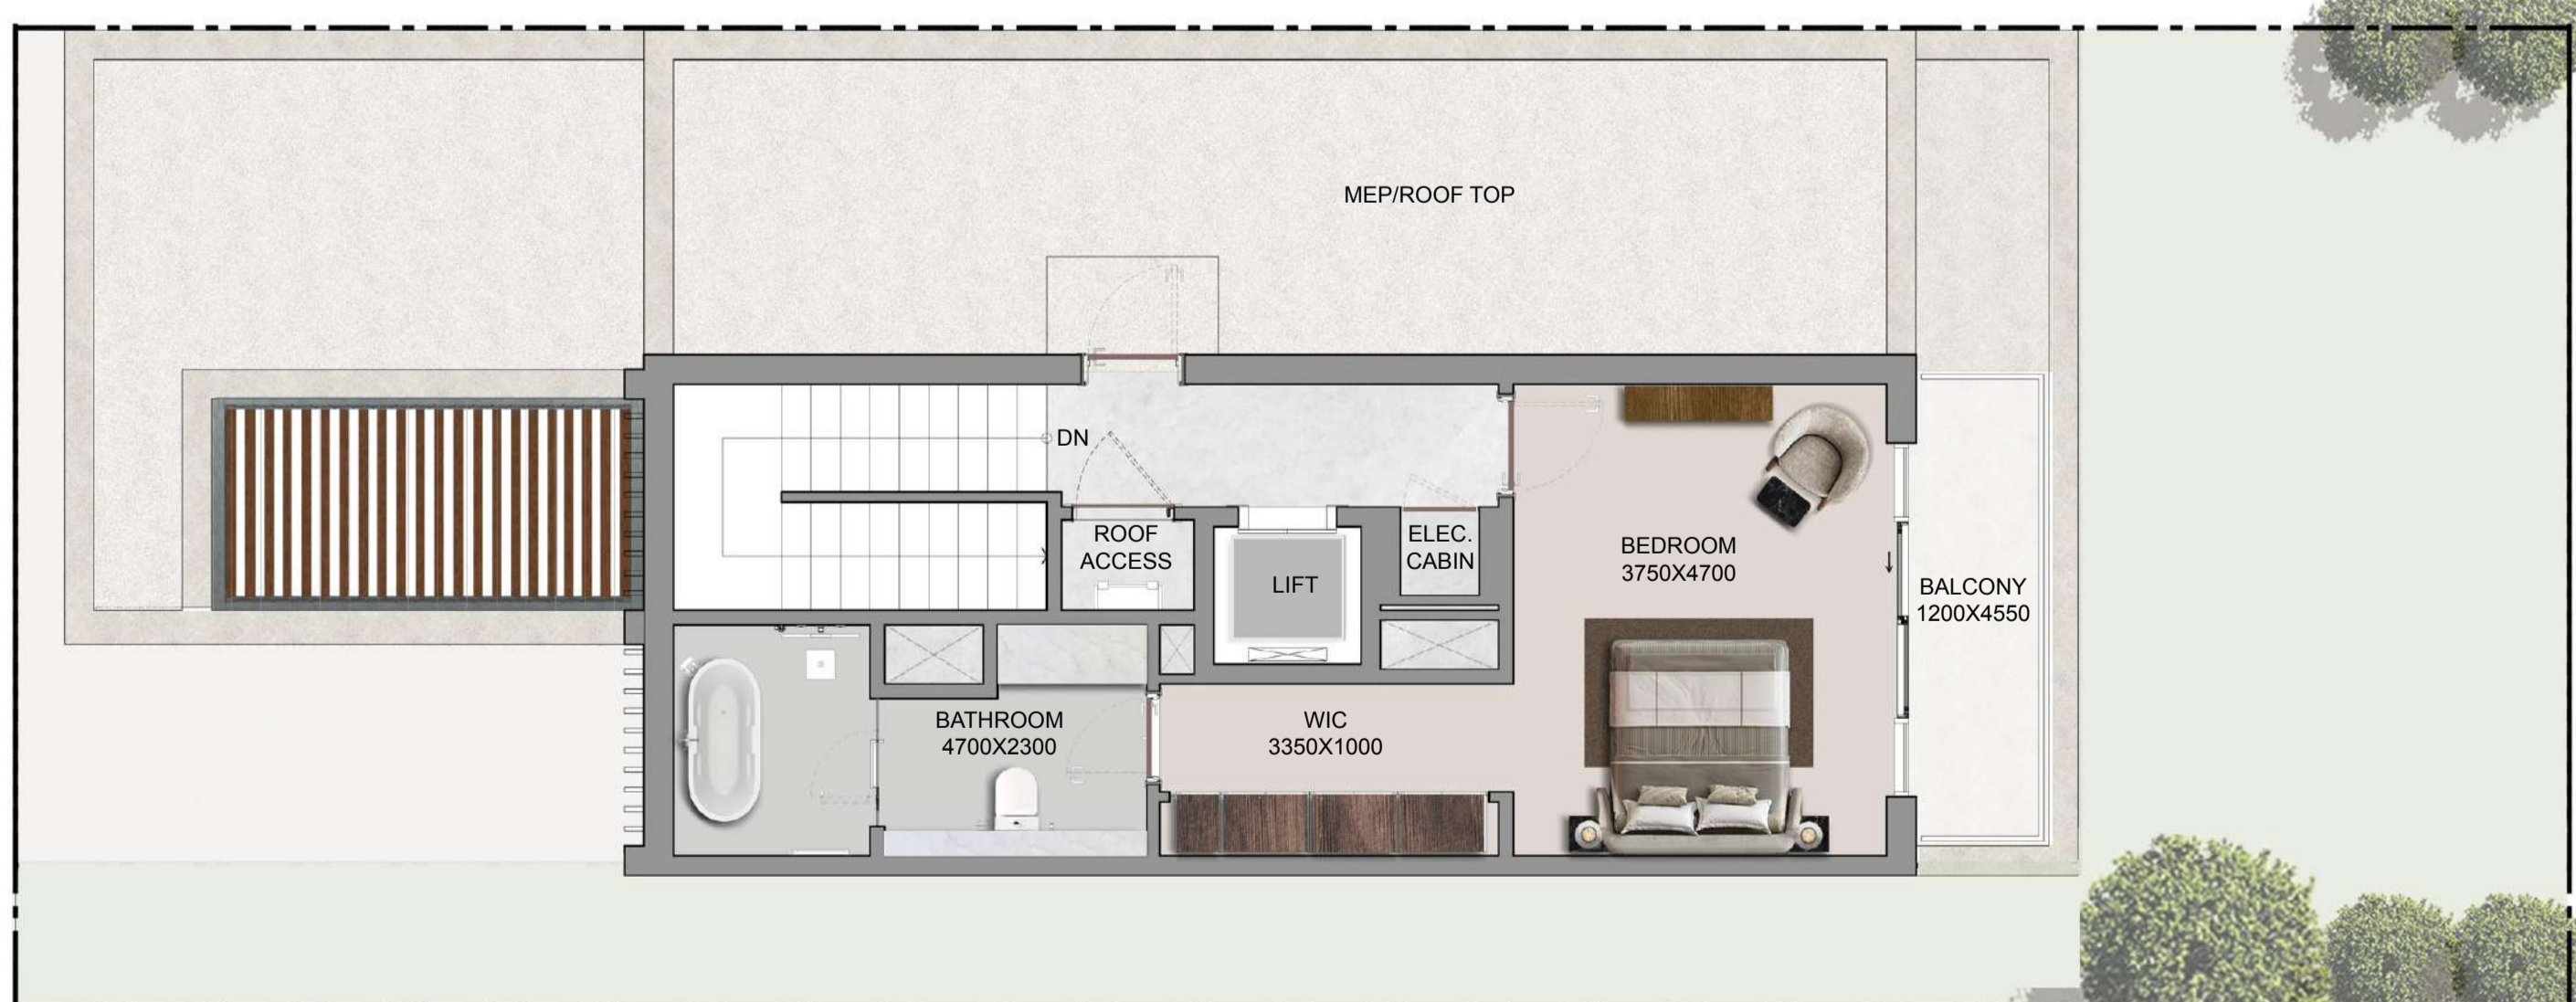 MEP/ROOF TOP
DN
ROOF
ACCESS
LIFT
ELEC.
CABIN
BEDROOM
3750X4700
BALCONY
1200X4550
BATHROOM
4700X2300
WIC
3350X1000